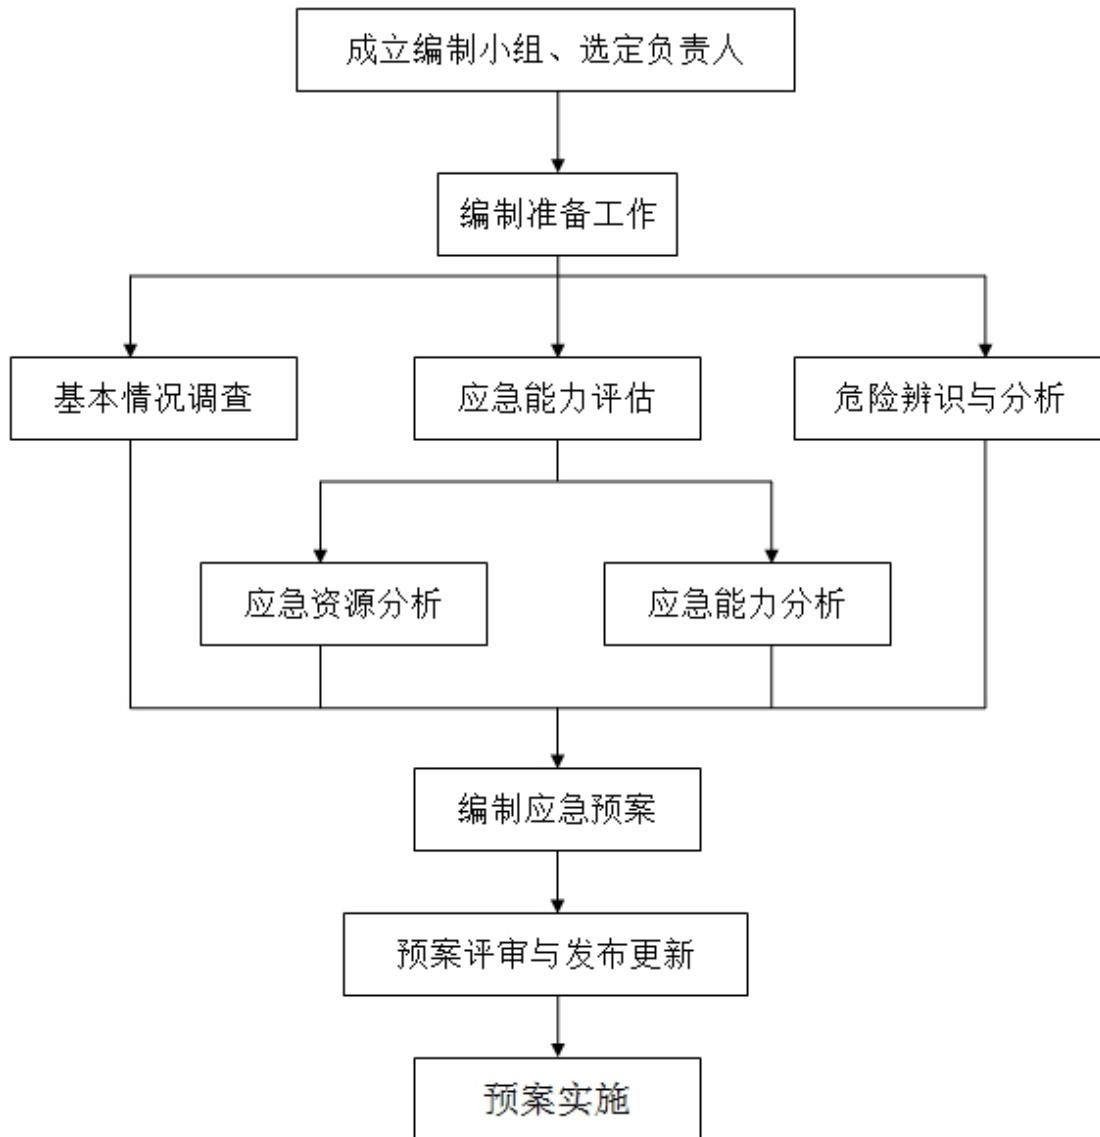 成立编制小组、选定负责人
编制准备工作
基本情况调查
应急能力评估
危险辨识与分析
应急资源分析
应急能力分析
编制应急预案
预案评审与发布更新
预案实施